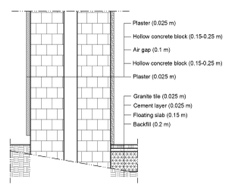 Plaster (0.025 m)
Hollow concrete block (0.15-0.25 m)
Air gap (0.1 m)
Hollow concrete block (0.15-0.25 m)
Plaster (0.025 m)
Granite tile (0.025 m)
Cement layer (0.025 m)
Floating slab (0.15 m)
Backfill (0.2 m)